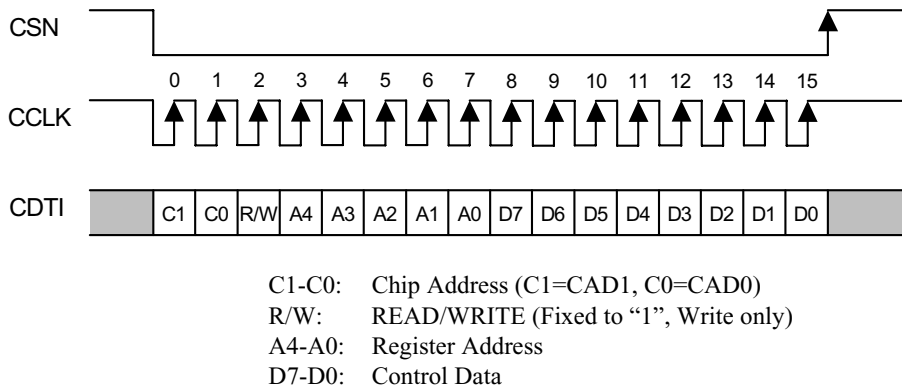 CSN
0 1 2 3 4 5 6 7 8 9 10 11 12 13 14 15
CCLK
CDTI C1 C0 R/W A4 A3 A2 A1 A0 D7 D6 D5 D4 D3 D2 D1 D0
C1-C0: Chip Address (C1=CAD1, C0=CAD0)
R/W: READ/WRITE (Fixed to “1”, Write only)
A4-A0: Register Address
D7-D0: Control Data